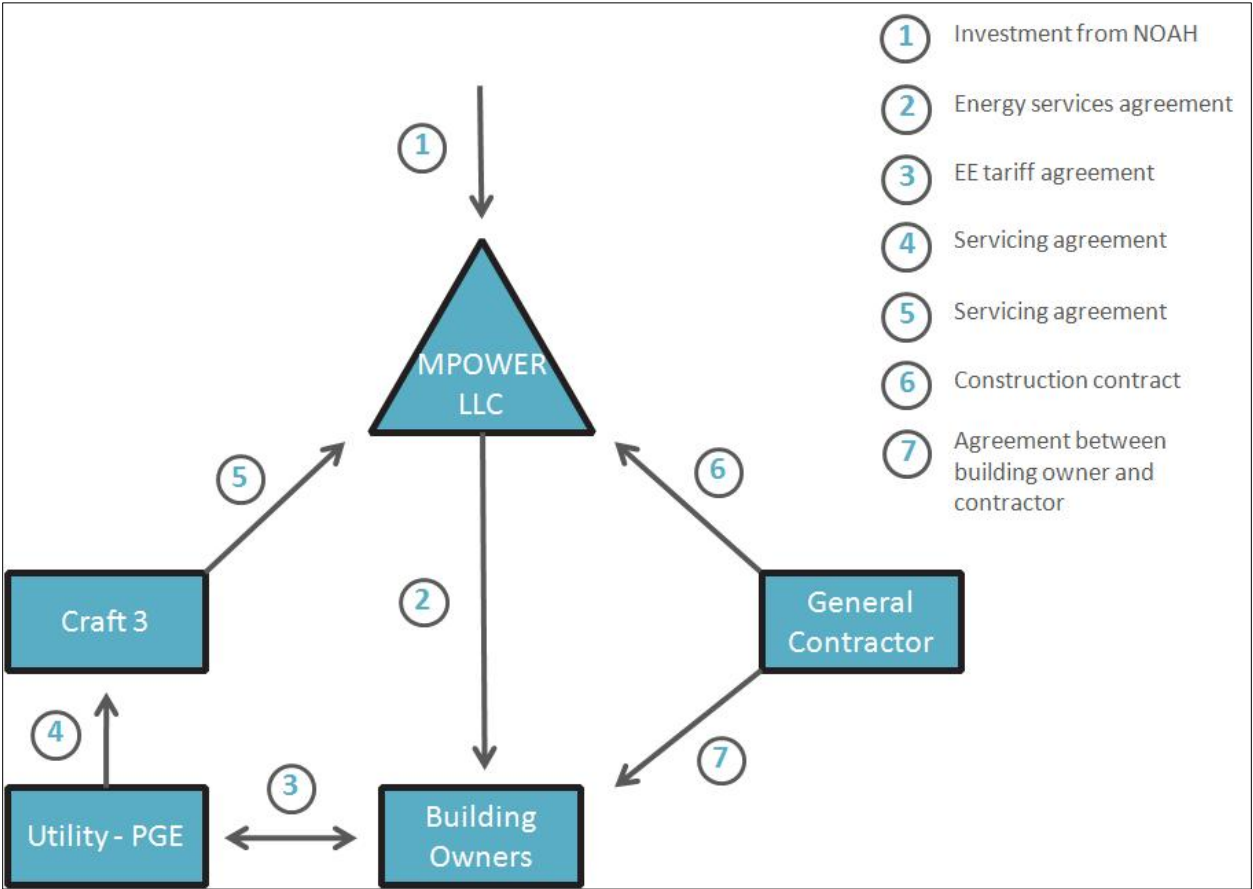 1 Investment from NOAH
2 Energy services agreement
3 EE tariff agreement
4 Servicing agreement
5 Servicing agreement
6 Construction contract
7 Agreement between
building owner and
contractor
1
MPOWER
LLC
5
6
2
Craft 3
General
Contractor
4
3
7
Utility - PGE
Building
Owners